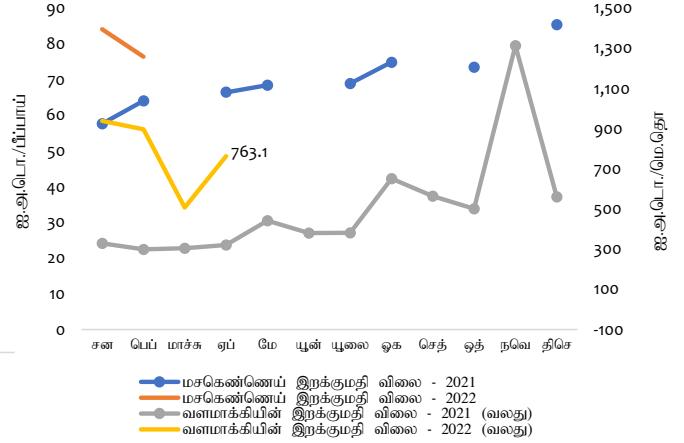 90
80
70
60
50
40
30
20
10
0
ஐ.அ.டொ./பீப்பாய்
1,500
1,300
1,100
900
700
500
300
100
-100
ஐ.அ.டொ./மெ.தொ
763.1
சன பெப் மாச்சு ஏப் மே யூன் யூலை ஓக செத் ஒத் நவெ திசெ
மசகெண்ணெய் இறக்குமதி விலை - 2021
மசகெண்ணெய் இறக்குமதி விலை - 2022
வளமாக்கியின் இறக்குமதி விலை - 2021 (வலது)
வளமாக்கியின் இறக்குமதி விலை - 2022 (வலது)